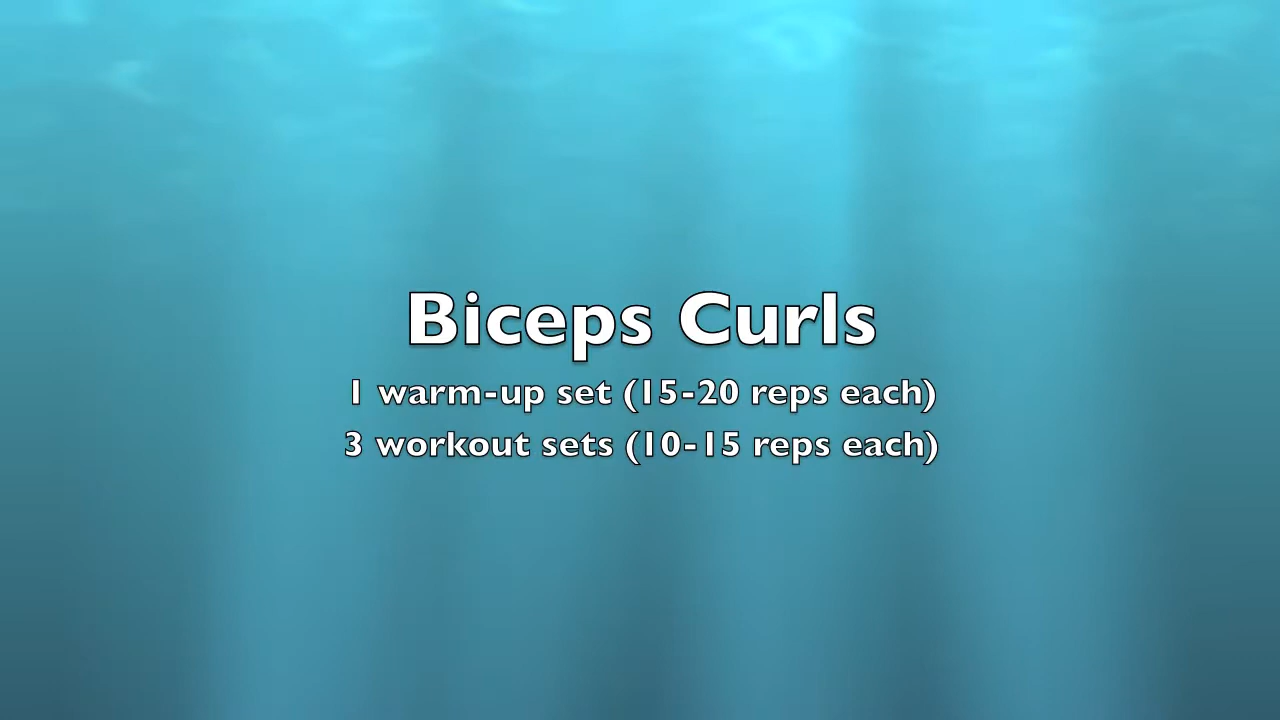 Biceps Curls
1 warm-up set (15-20 reps each)
3 workout sets (10-15 reps each)